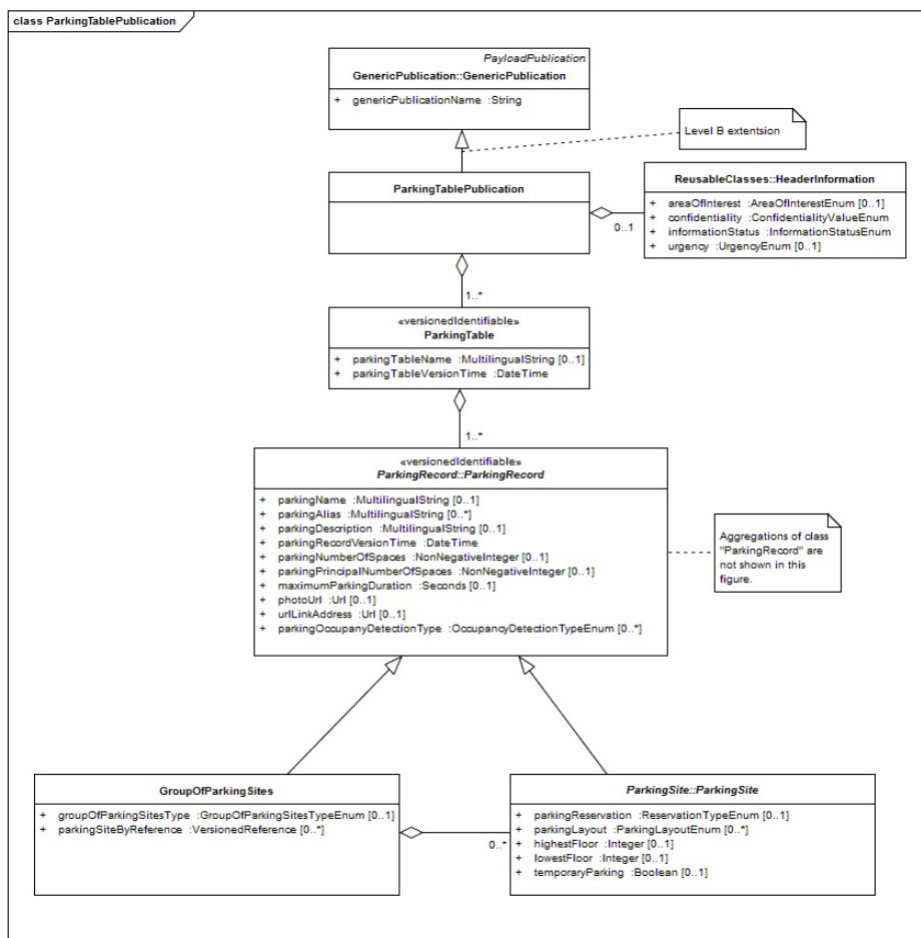 class ParkingTablePublication
PayloadPublication
GenericPublication::GenericPublication
+ genericPublicationName :String
Level B extentsion
ParkingTablePublication
ReusableClasses::HeaderInformation
+ areaOfInterest :AreaOfInterestEnum [0..1]
+ confidentiality :ConfidentialityValueEnum
+ informationStatus :InformationStatusEnum
+ urgency :UrgencyEnum [0..1]
0..1
1..*
«versionedIdentifiable»
ParkingTable
+ parkingTableName :MultilingualString [0..1]
+ parkingTableVersionTime :DateTime
1..*
«versionedIdentifiable»
ParkingRecord::ParkingRecord
+ parkingName :MultilingualString [0..1]
+ parkingAlias :MultilingualString [0..*]
+ parkingDescription :MultilingualString [0..1]
+ parkingRecordVersionTime :DateTime
+ parkingNumberOfSpaces :NonNegativeInteger [0..1]
+ parkingPrincipalNumberOfSpaces :NonNegativeInteger [0..1]
+ maximumParkingDuration :Seconds [0..1]
+ photoUrl :Url [0..1]
+ urlLinkAddress :Url [0..1]
+ parkingOccupanyDetectionType :OccupancyDetectionTypeEnum [0..*]
Aggregations of class
"ParkingRecord" are
not shown in this
figure.
GroupOfParkingSites
+ groupOfParkingSitesType :GroupOfParkingSitesTypeEnum [0..1]
+ parkingSiteByReference :VersionedReference [0..*]
0..*
ParkingSite::ParkingSite
+ parkingReservation :ReservationTypeEnum [0..1]
+ parkingLayout :ParkingLayoutEnum [0..*]
+ highestFloor :Integer [0..1]
+ lowestFloor :Integer [0..1]
+ temporaryParking :Boolean [0..1]